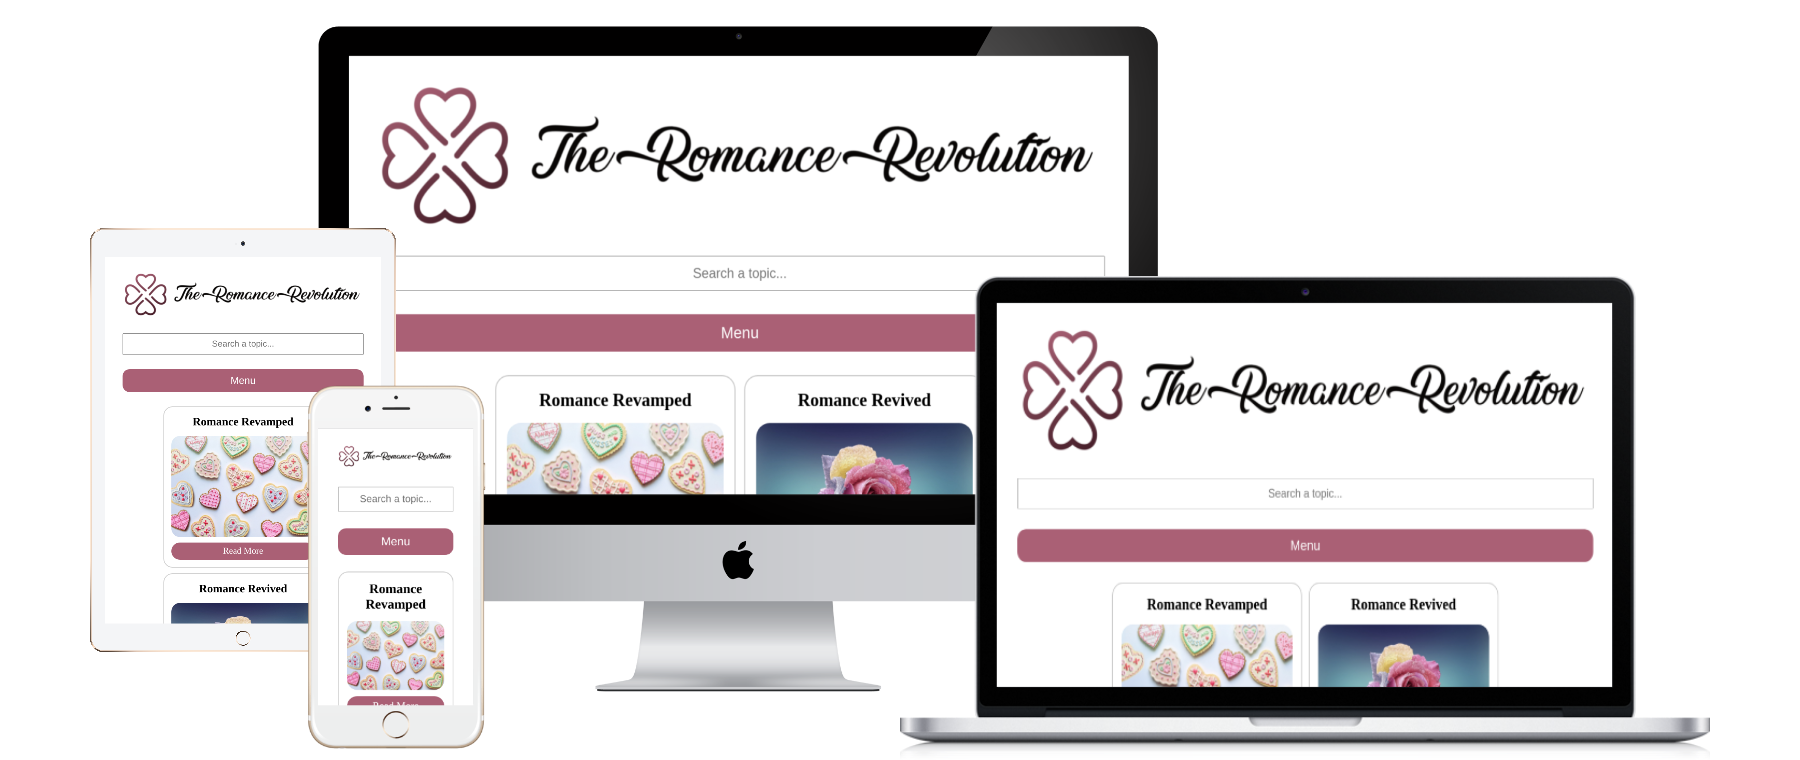 The Romance Revolution
Search a topic...
Menu
Romance Revamped
Romance Revived
The Romance Revolution
Search a topic...
Menu
Romance Revamped
Read More
Romance Revived
The Romance Revolution
Search a topic...
Menu
Romance
Revamped
Read More
The Romance Revolution
Search a topic...
Menu
Romance Revamped
Romance Revived